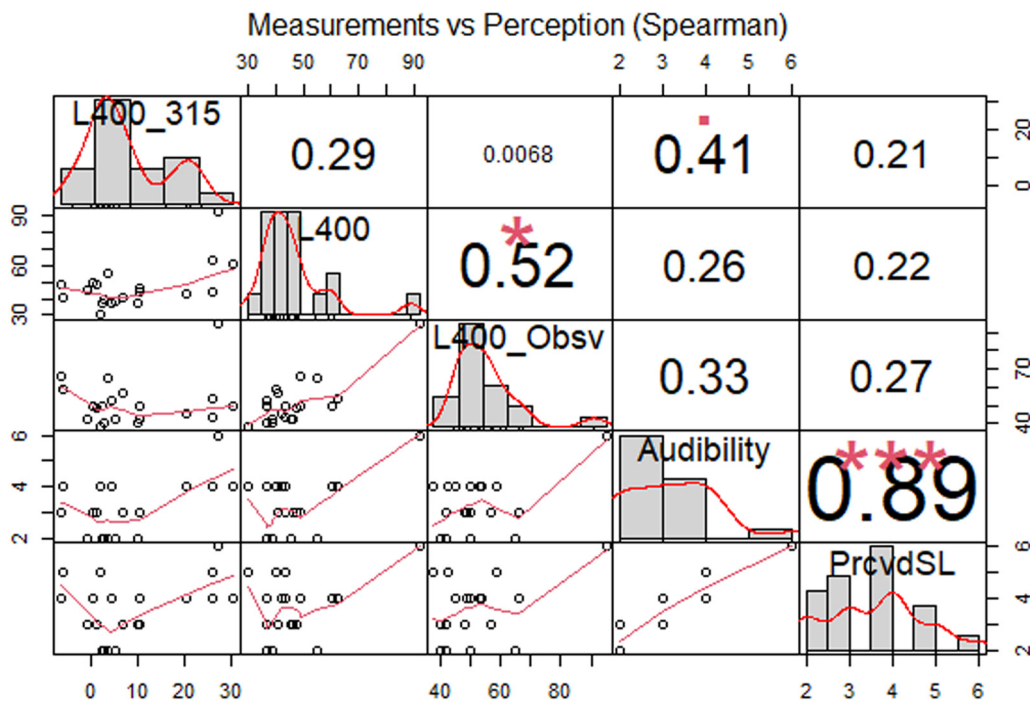 Measurements vs Perception (Spearman)
30 50 70 90 2 3 4 5 6
L400_315 0.29 0.0068 0.41 0.21 0 20
30 60 90 L400 * 0.52 0.26 0.22
L400_Obsv 0.33 0.27 40 70
2 4 6 Audibility *** 0.89
PrcvdSL 2 4 6
0 10 20 30 40 60 80 2 3 4 5 6